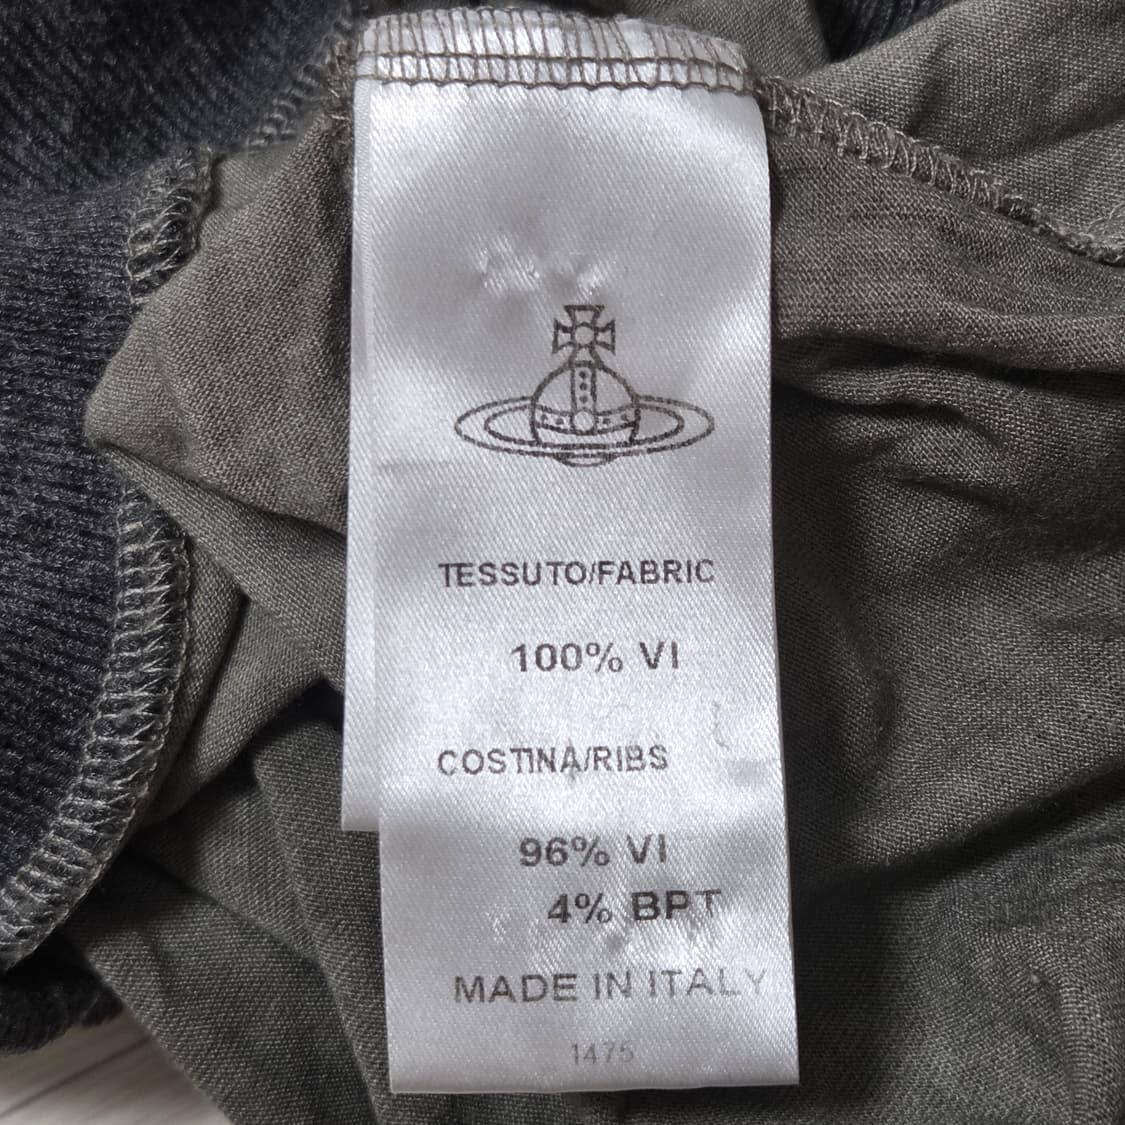 TESSUTO/FABRIC
100% VI
COSTINA/RIBS
96% VI
4% BPT
MADE IN ITALY
1475